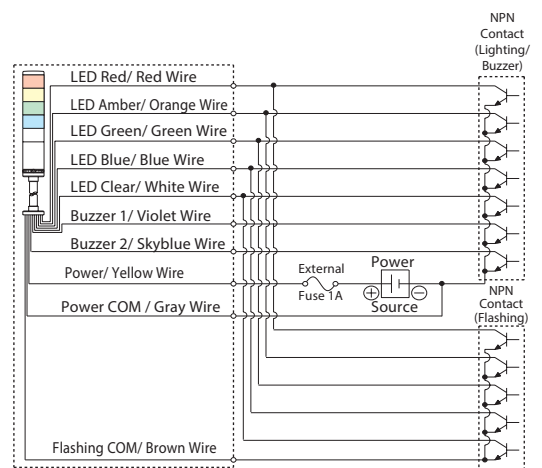 NPN
Contact
(Lighting/
Buzzer)
LED Red/ Red Wire
LED Amber/ Orange Wire
LED Green/ Green Wire
LED Blue/ Blue Wire
LED Clear/ White Wire
Buzzer 1/ Violet Wire
Buzzer 2/ Skyblue Wire
Power/ Yellow Wire
External
Fuse 1A
Power
Source
Power COM / Gray Wire
NPN
Contact
(Flashing)
Flashing COM/ Brown Wire